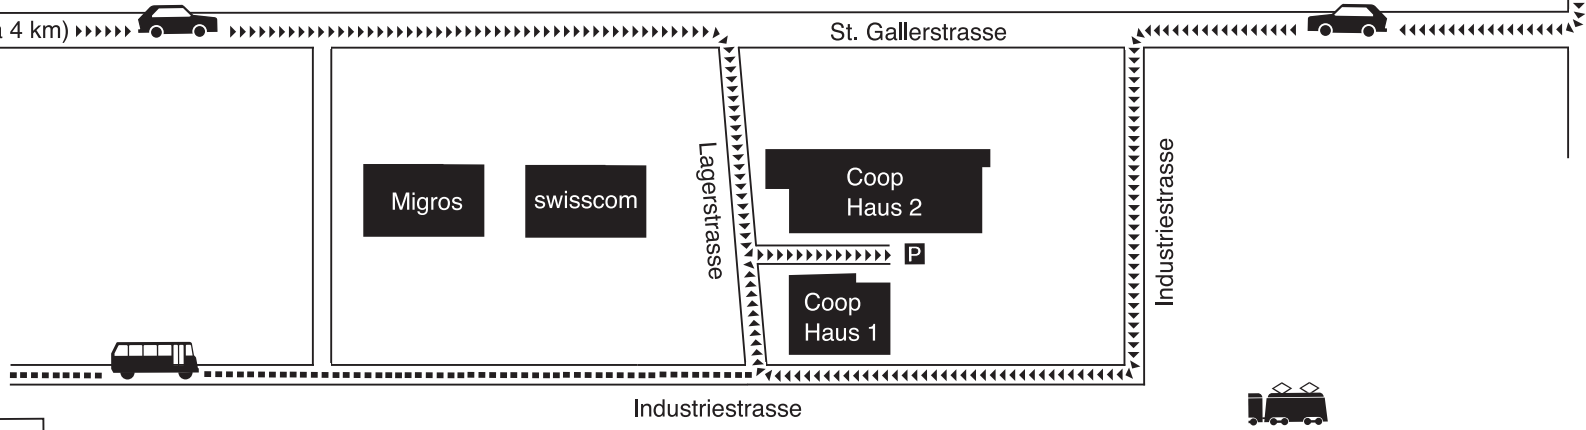 4 km)
St. Gallerstrasse
Migros
swisscom
Lagerstrasse
Coop
Haus 2
P
Coop
Haus 1
Industriestrasse
Industriestrasse